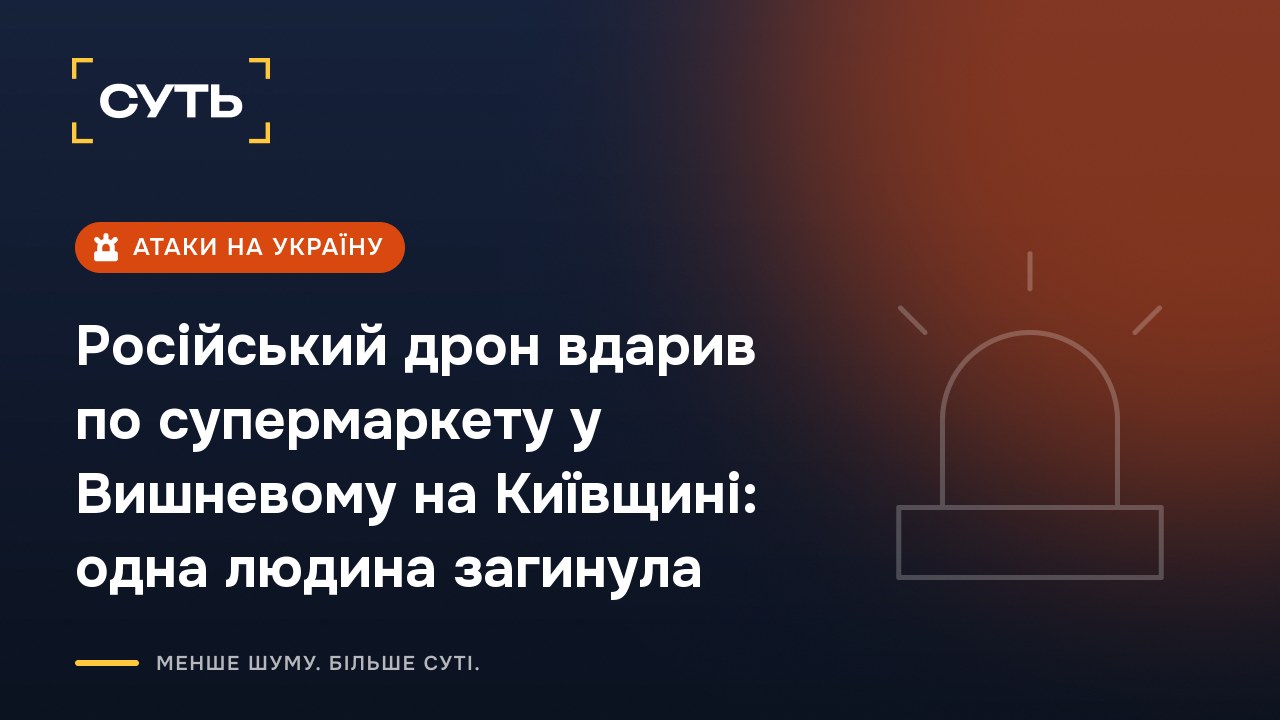 СУТЬ
АТАКИ НА УКРАЇНУ
Російський дрон вдарив
по супермаркету у
Вишневому на Київщині:
одна людина загинула
МЕНШЕ ШУМУ. БІЛЬШЕ СУТІ.